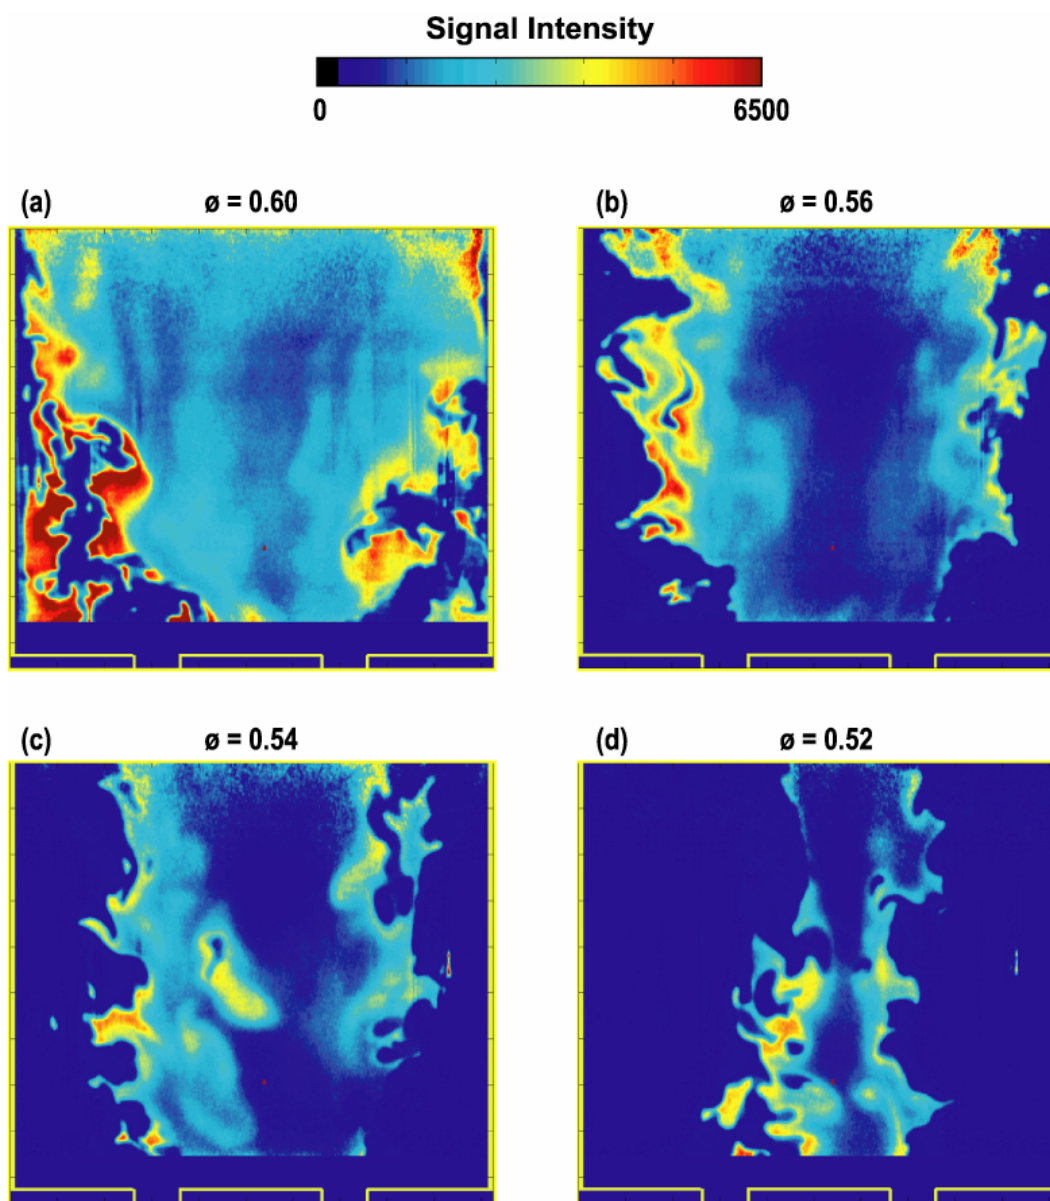 Signal Intensity
0 6500
(a) ø = 0.60
(b) ø = 0.56
(c) ø = 0.54
(d) ø = 0.52